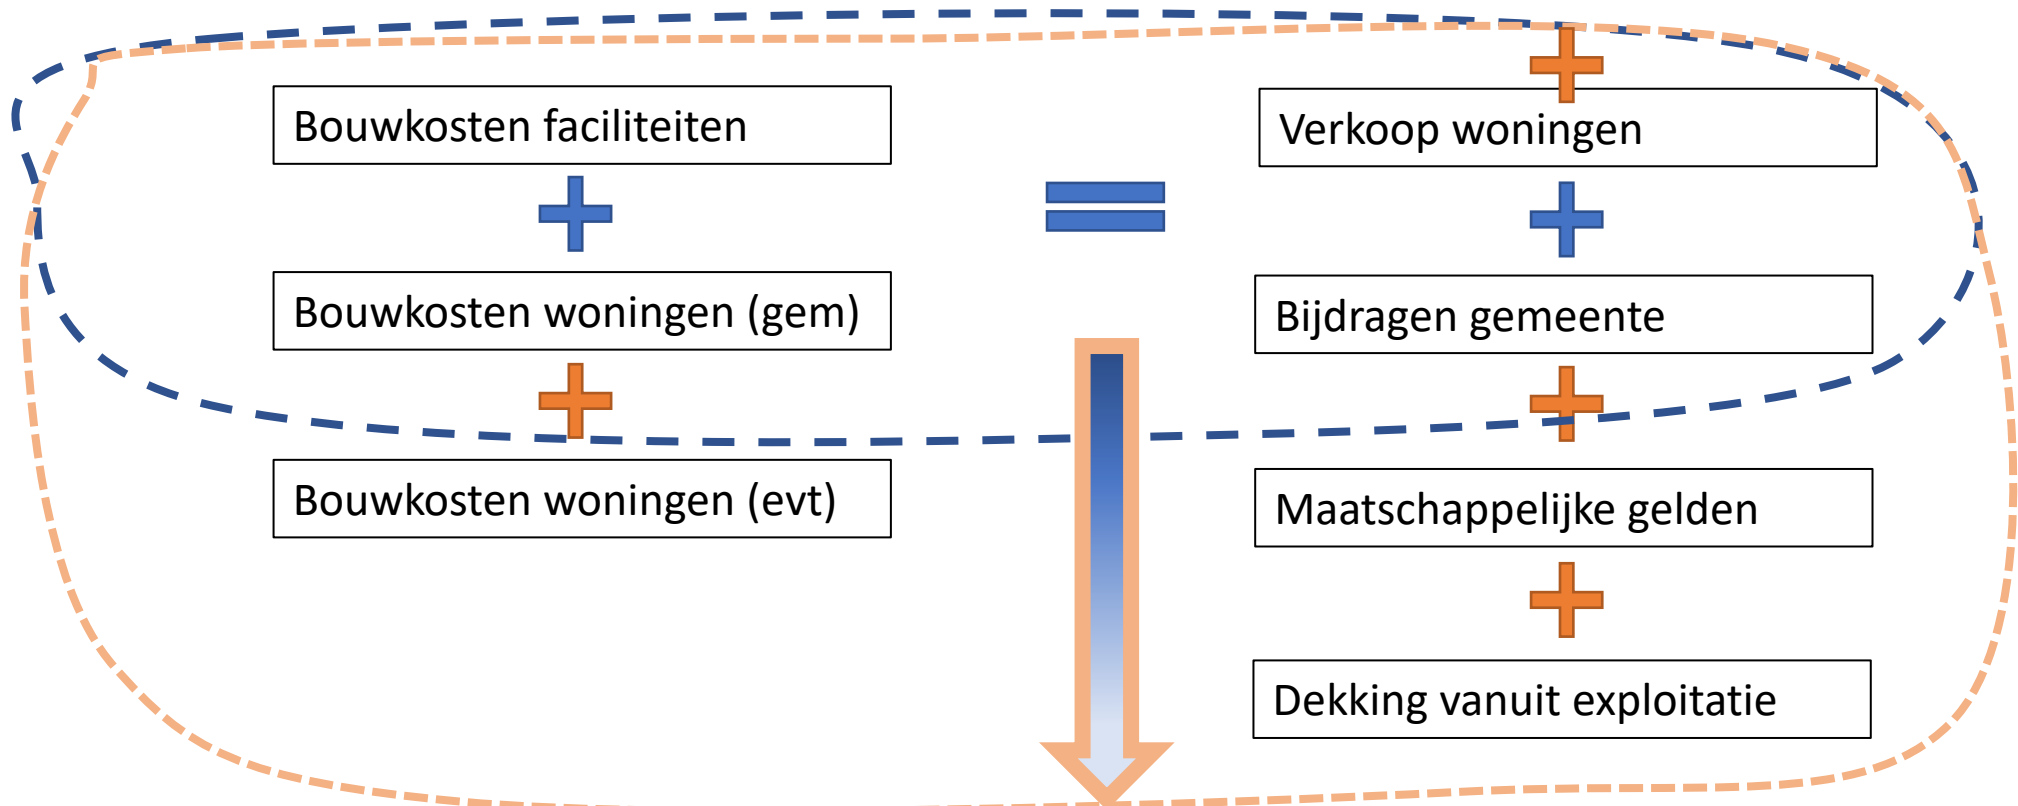 Bouwkosten faciliteiten
Bouwkosten woningen (gem)
Bouwkosten woningen (evt)
Verkoop woningen
Bijdragen gemeente
Maatschappelijke gelden
Dekking vanuit exploitatie